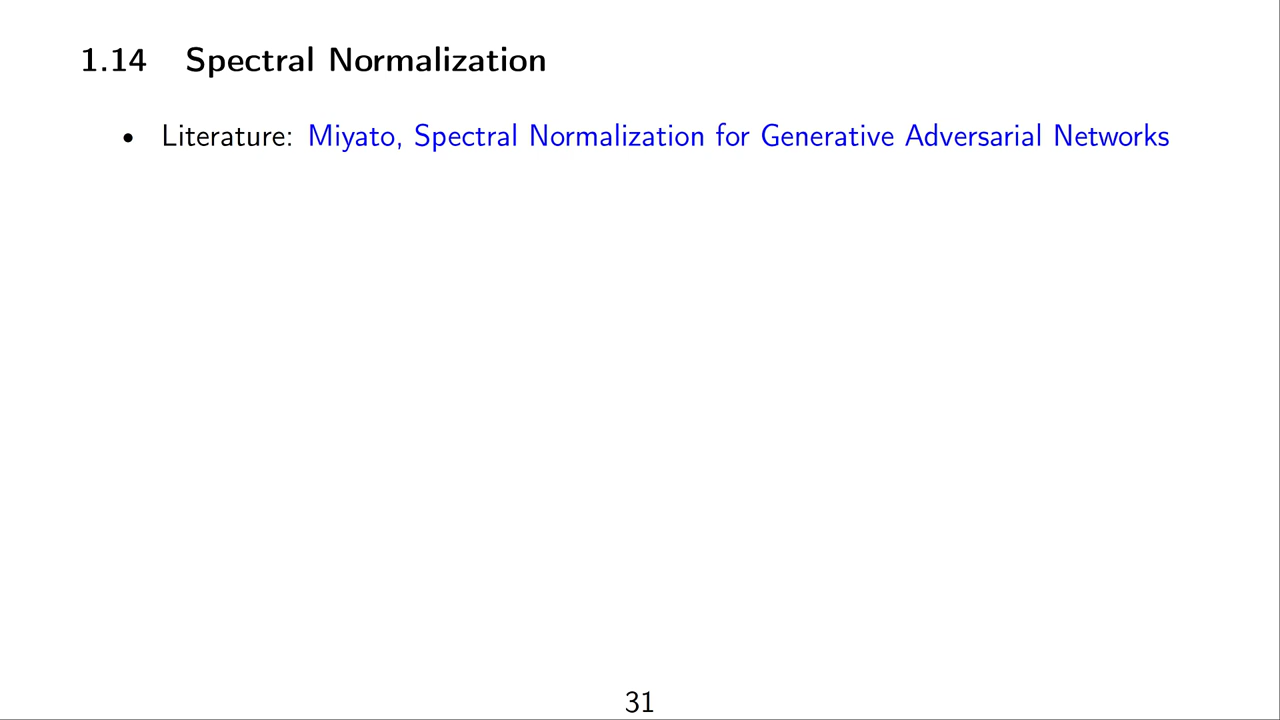 1.14 Spectral Normalization
• Literature: Miyato, Spectral Normalization for Generative Adversarial Networks
31